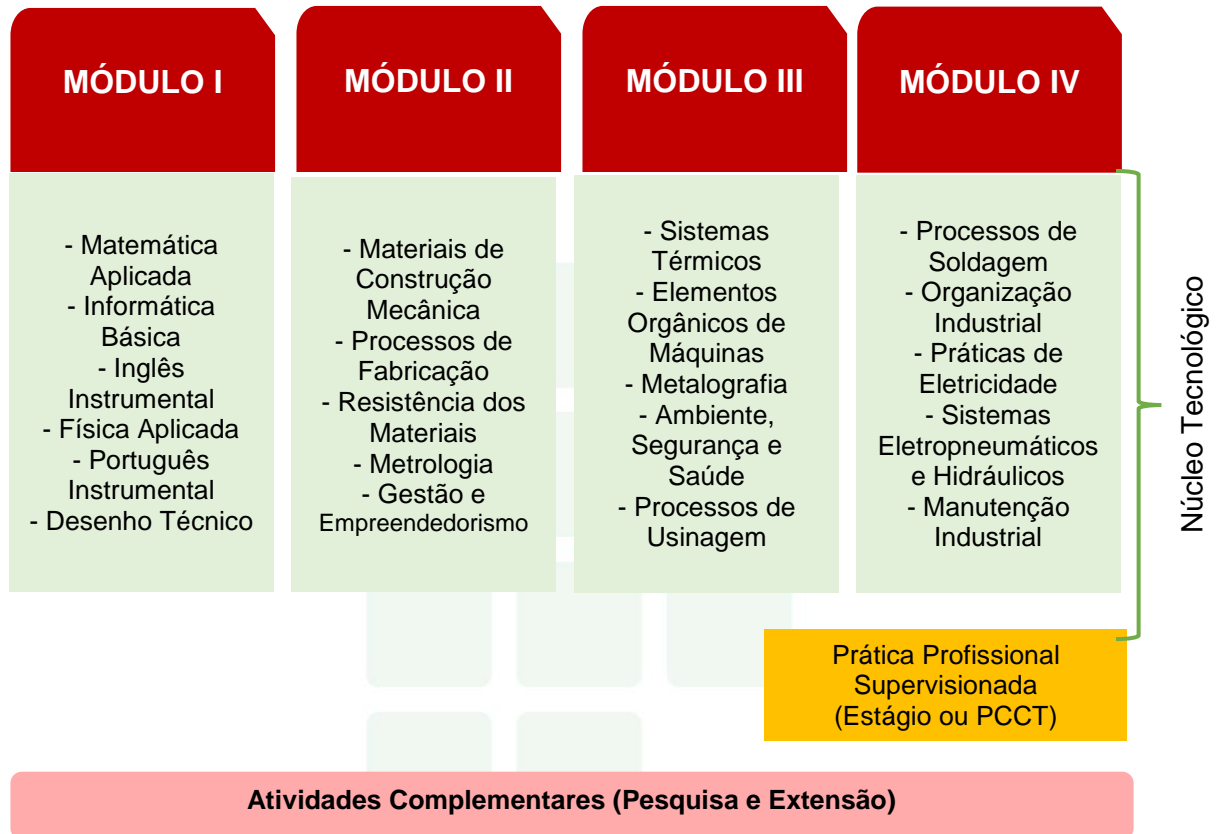 MÓDULO I
- Matemática
Aplicada
- Informática
Básica
- Inglês
Instrumental
- Física Aplicada
- Português
Instrumental
- Desenho Técnico
MÓDULO II
- Materiais de
Construção
Mecânica
- Processos de
Fabricação
- Resistência dos
Materiais
- Metrologia
- Gestão e
Empreendedorismo
MÓDULO III
- Sistemas
Térmicos
- Elementos
Orgânicos de
Máquinas
- Metalografia
- Ambiente,
Segurança e
Saúde
- Processos de
Usinagem
MÓDULO IV
- Processos de
Soldagem
- Organização
Industrial
- Práticas de
Eletricidade
- Sistemas
Eletropneumáticos
e Hidráulicos
- Manutenção
Industrial
Núcleo Tecnológico
Prática Profissional
Supervisionada
(Estágio ou PCCT)
Atividades Complementares (Pesquisa e Extensão)